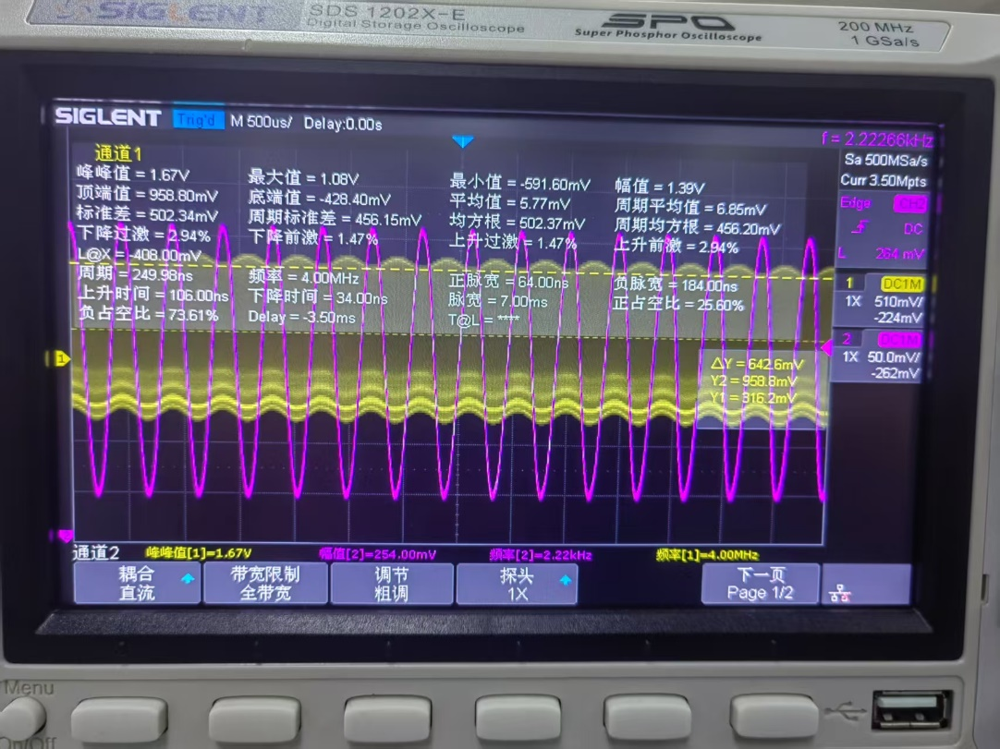 SIGLENT
SDS 1202X-E
Digital Storage Oscilloscope
SPO
Super Phosphor Oscilloscope
200 MHz
1 GSa/s
SIGLENT Trig'd M 500us/ Delay:0.00s
f = 2.22266kHz
Sa 500MSa/s
Curr 3.50Mpts
Edge CH2
DC
L 264 mV
1 DC1M
1X 510mV/
-224mV
2 DC1M
1X 50.0mV/
-262mV
通道1
峰峰值 = 1.67V 最大值 = 1.08V 最小值 = -591.60mV 幅值 = 1.39V
顶端值 = 958.80mV 底端值 = -428.40mV 平均值 = 5.77mV 周期平均值 = 6.85mV
标准差 = 502.34mV 周期标准差 = 456.15mV 均方根 = 502.37mV 周期均方根 = 456.20mV
下降过激 = 2.94% 下降前激 = 1.47% 上升过激 = 1.47% 上升前激 = 2.94%
L@X = -408.00mV
周期 = 249.98ns 频率 = 4.00MHz 正脉宽 = 64.00ns 负脉宽 = 184.00ns
上升时间 = 106.00ns 下降时间 = 34.00ns 脉宽 = 7.00ms 正占空比 = 25.60%
负占空比 = 73.61% Delay = -3.50ms T@L = ****
1
△Y = 642.6mV
Y2 = 958.8mV
Y1 = 316.2mV
2
通道2 峰峰值[1]=1.67V 幅值[2]=254.00mV 频率[2]=2.22kHz 频率[1]=4.00MHz
耦合 带宽限制 调节 探头 下一页
直流 全带宽 粗调 1X Page 1/2
Menu
On/Off